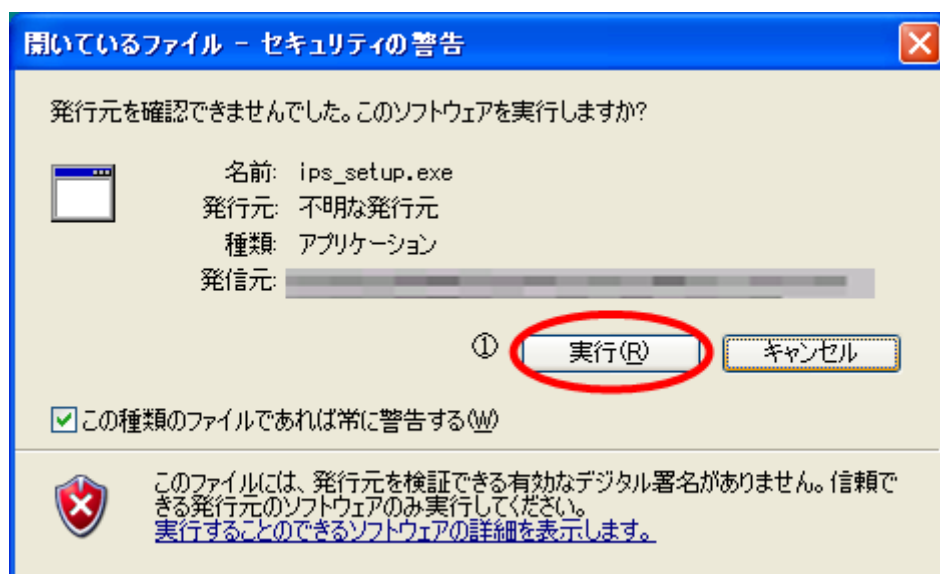 開いているファイル - セキュリティの警告
発行元を確認できませんでした。このソフトウェアを実行しますか?
名前: ips_setup.exe
発行元: 不明な発行元
種類: アプリケーション
発信元:
① 実行(R) キャンセル
この種類のファイルであれば常に警告する(W)
このファイルには、発行元を検証できる有効なデジタル署名がありません。信頼で
きる発行元のソフトウェアのみ実行してください。
実行することのできるソフトウェアの詳細を表示します。